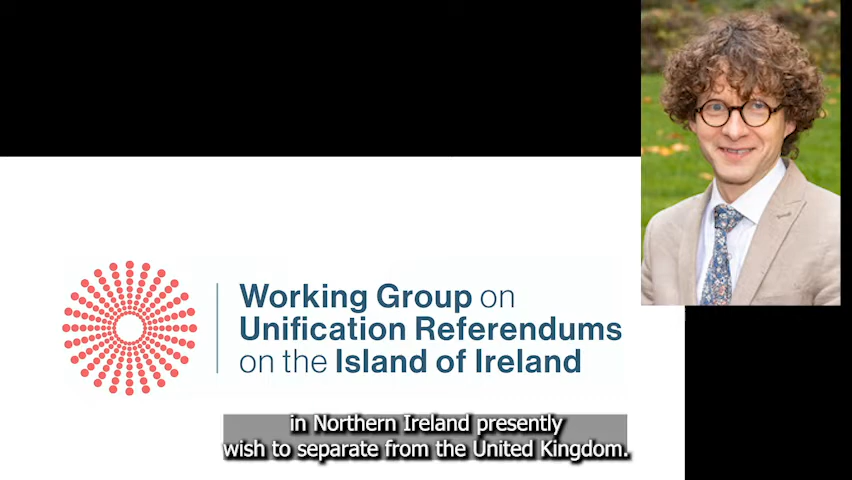 Working Group on
Unification Referendums
on the Island of Ireland
in Northern Ireland presently
wish to separate from the United Kingdom.